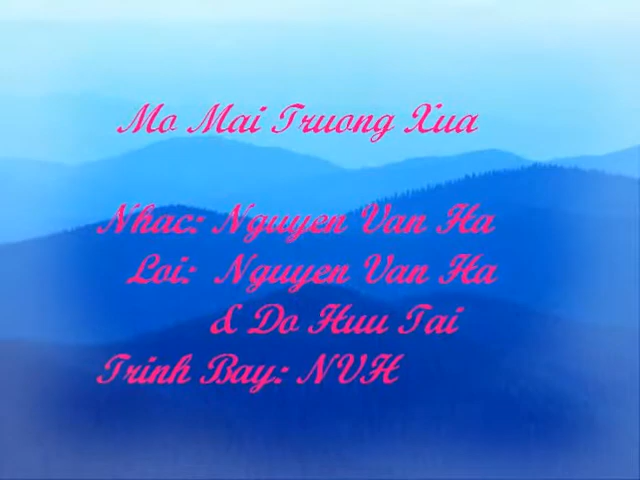 Mo Mai Truong Xua
Nhac: Nguyen Van Ha
Loi: Nguyen Van Ha
& Do Huu Tai
Trinh Bay: NVH